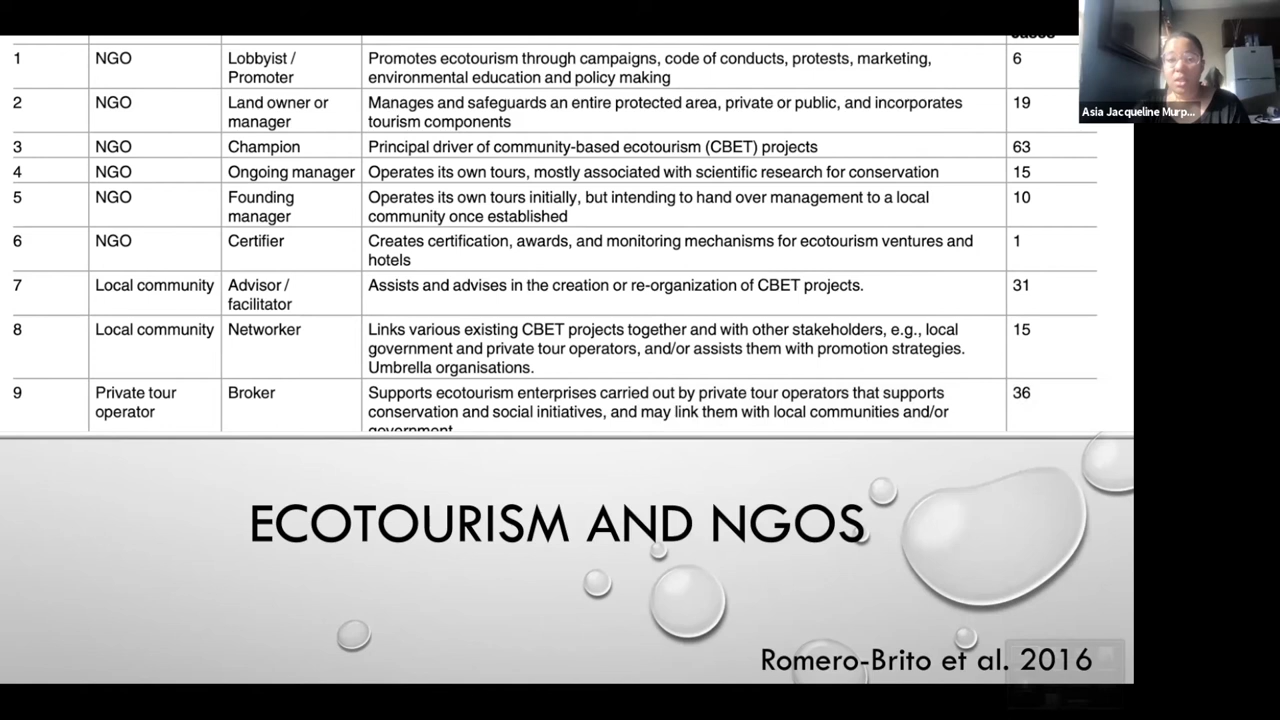 1 NGO Lobbyist / Promoter Promotes ecotourism through campaigns, code of conducts, protests, marketing, environmental education and policy making 6
2 NGO Land owner or manager Manages and safeguards an entire protected area, private or public, and incorporates tourism components 19
3 NGO Champion Principal driver of community-based ecotourism (CBET) projects 63
4 NGO Ongoing manager Operates its own tours, mostly associated with scientific research for conservation 15
5 NGO Founding manager Operates its own tours initially, but intending to hand over management to a local community once established 10
6 NGO Certifier Creates certification, awards, and monitoring mechanisms for ecotourism ventures and hotels 1
7 Local community Advisor / facilitator Assists and advises in the creation or re-organization of CBET projects. 31
8 Local community Networker Links various existing CBET projects together and with other stakeholders, e.g., local government and private tour operators, and/or assists them with promotion strategies. Umbrella organisations. 15
9 Private tour operator Broker Supports ecotourism enterprises carried out by private tour operators that supports conservation and social initiatives, and may link them with local communities and/or government 36
Asia Jacqueline Murp...
ECOTOURISM AND NGOS
Romero-Brito et al. 2016